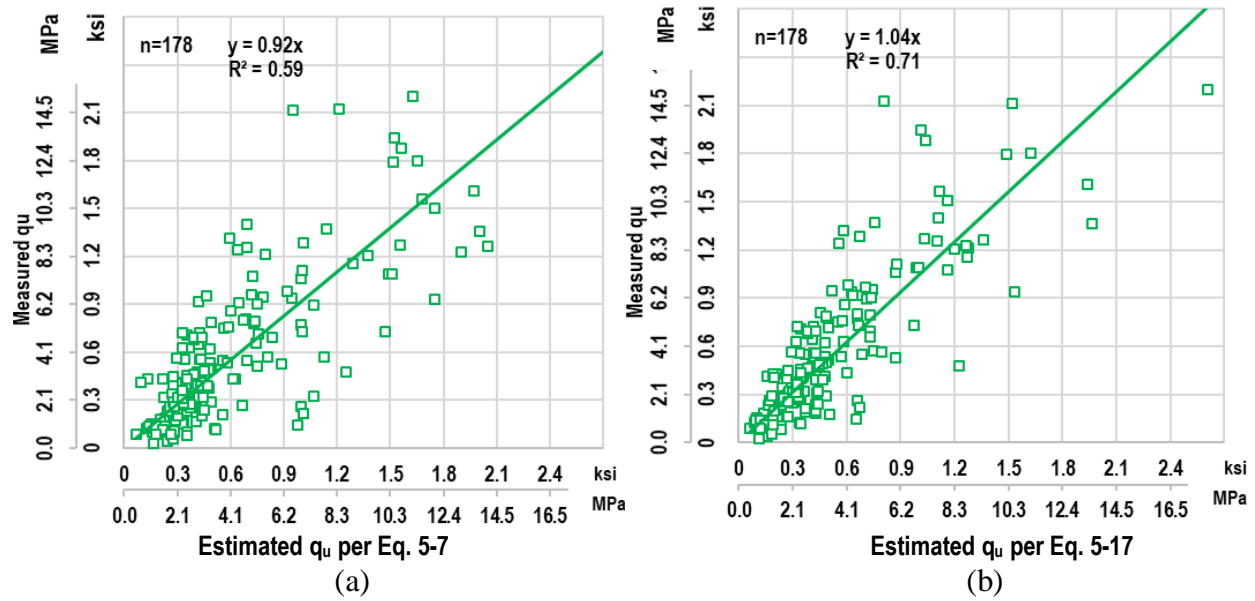 MPa ksi
n=178 y = 0.92x
R² = 0.59
Measured qu
14.5 2.1
12.4 1.8
10.3 1.5
8.3 1.2
6.2 0.9
4.1 0.6
2.1 0.3
0.0 0
0 0.3 0.6 0.9 1.2 1.5 1.8 2.1 2.4 ksi
0.0 2.1 4.1 6.2 8.3 10.3 12.4 14.5 16.5 MPa
Estimated qu per Eq. 5-7
(a)
MPa ksi
n=178 y = 1.04x
R² = 0.71
Measured qu
14.5 2.1
12.4 1.8
10.3 1.5
8.3 1.2
6.2 0.9
4.1 0.6
2.1 0.3
0.0 0
0 0.3 0.6 0.9 1.2 1.5 1.8 2.1 2.4 ksi
0.0 2.1 4.1 6.2 8.3 10.3 12.4 14.5 16.5 MPa
Estimated qu per Eq. 5-17
(b)